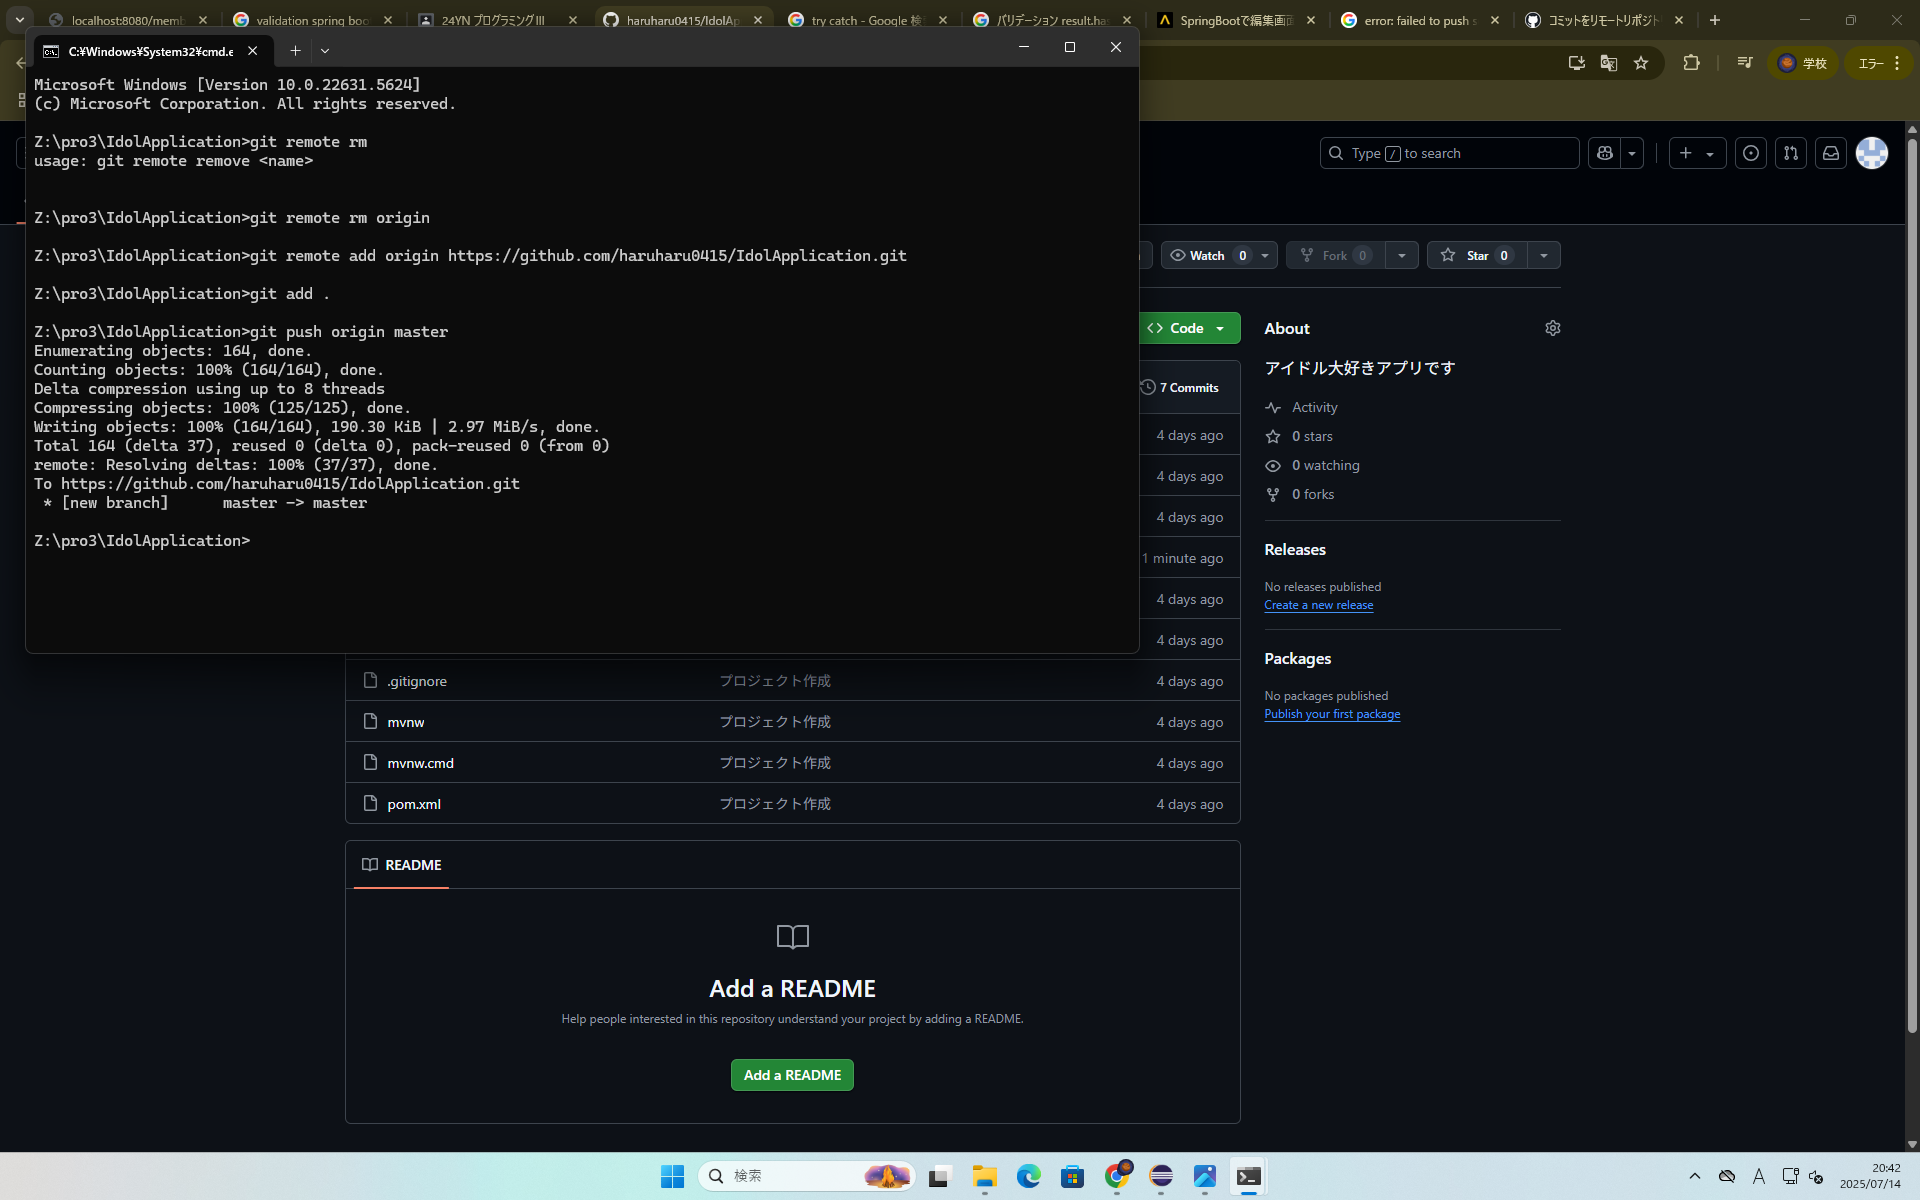 localhost:8080/memb
validation spring boo
24YN プログラミングIII
haruharu0415/IdolAp
try catch - Google 検
バリデーション result.has
SpringBootで編集画面
error: failed to push s
コミットをリモートリポジト
C:¥Windows¥System32¥cmd.e
学校
エラー
Microsoft Windows [Version 10.0.22631.5624]
(c) Microsoft Corporation. All rights reserved.
Z:\pro3\IdolApplication>git remote rm
usage: git remote remove <name>
Z:\pro3\IdolApplication>git remote rm origin
Z:\pro3\IdolApplication>git remote add origin https://github.com/haruharu0415/IdolApplication.git
Z:\pro3\IdolApplication>git add .
Z:\pro3\IdolApplication>git push origin master
Enumerating objects: 164, done.
Counting objects: 100% (164/164), done.
Delta compression using up to 8 threads
Compressing objects: 100% (125/125), done.
Writing objects: 100% (164/164), 190.30 KiB | 2.97 MiB/s, done.
Total 164 (delta 37), reused 0 (delta 0), pack-reused 0 (from 0)
remote: Resolving deltas: 100% (37/37), done.
To https://github.com/haruharu0415/IdolApplication.git
* [new branch]      master -> master
Z:\pro3\IdolApplication>
Type / to search
Watch 0
Fork 0
Star 0
Code
7 Commits
4 days ago
4 days ago
4 days ago
1 minute ago
4 days ago
4 days ago
.gitignore プロジェクト作成 4 days ago
mvnw プロジェクト作成 4 days ago
mvnw.cmd プロジェクト作成 4 days ago
pom.xml プロジェクト作成 4 days ago
README
Add a README
Help people interested in this repository understand your project by adding a README.
Add a README
About
アイドル大好きアプリです
Activity
0 stars
0 watching
0 forks
Releases
No releases published
Create a new release
Packages
No packages published
Publish your first package
検索
A
20:42
2025/07/14